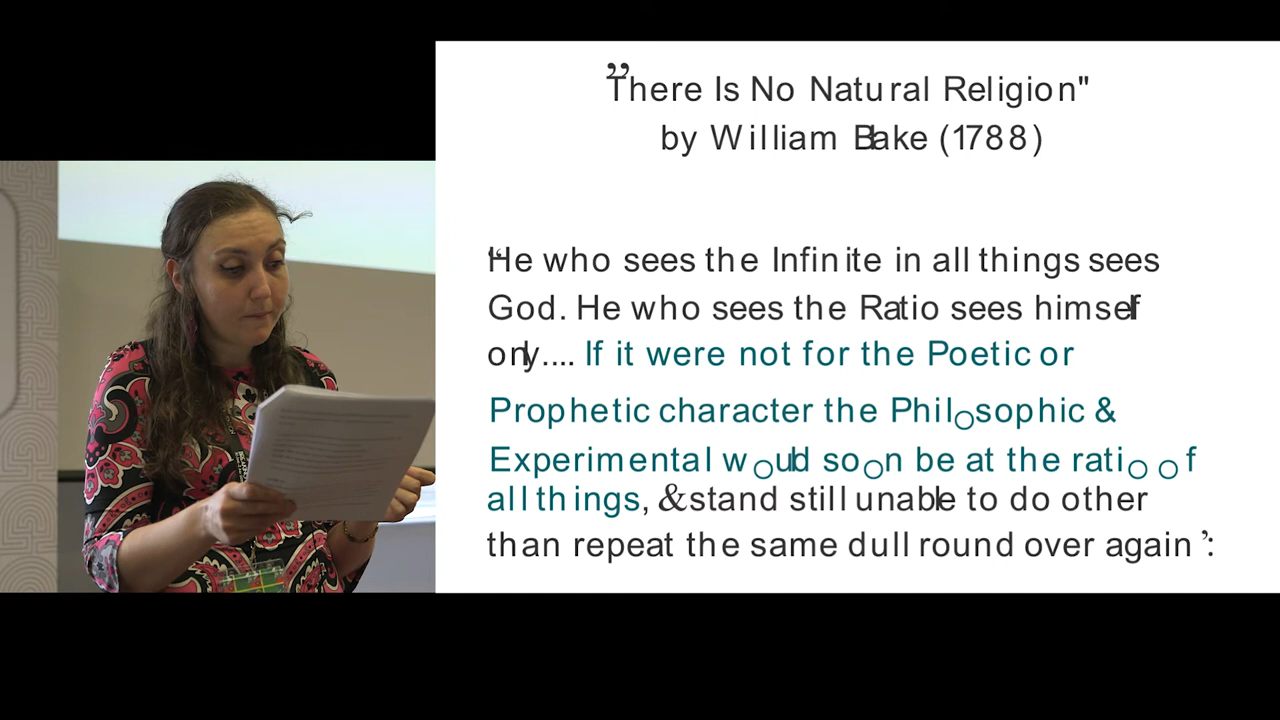 ”There Is No Natural Religion"
by William Blake (1788)
“He who sees the Infinite in all things sees
God. He who sees the Ratio sees himself
only.... If it were not for the Poetic or
Prophetic character the Philosophic &
Experimental would soon be at the ratio of
all things, & stand still unable to do other
than repeat the same dull round over again ’: